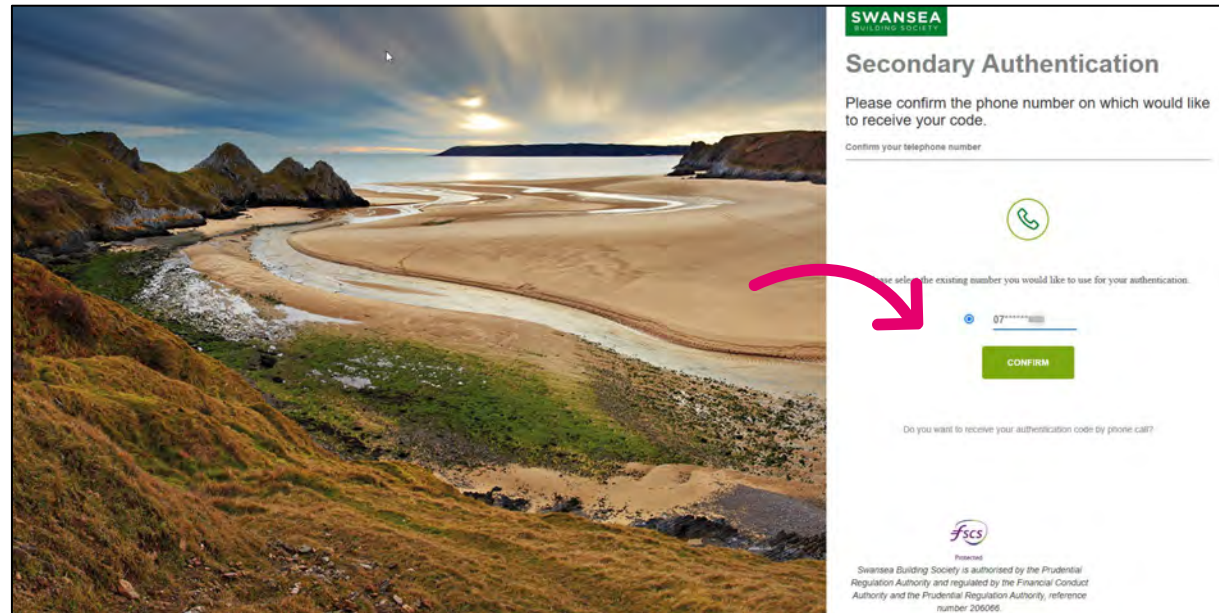 SWANSEA
BUILDING SOCIETY
Secondary Authentication
Please confirm the phone number on which would like
to receive your code.
Confirm your telephone number
select the existing number you would like to use for your authentication.
07******
CONFIRM
Do you want to receive your authentication code by phone call?
fscs
Protected
Swansea Building Society is authorised by the Prudential
Regulation Authority and regulated by the Financial Conduct
Authority and the Prudential Regulation Authority, reference
number 206066.